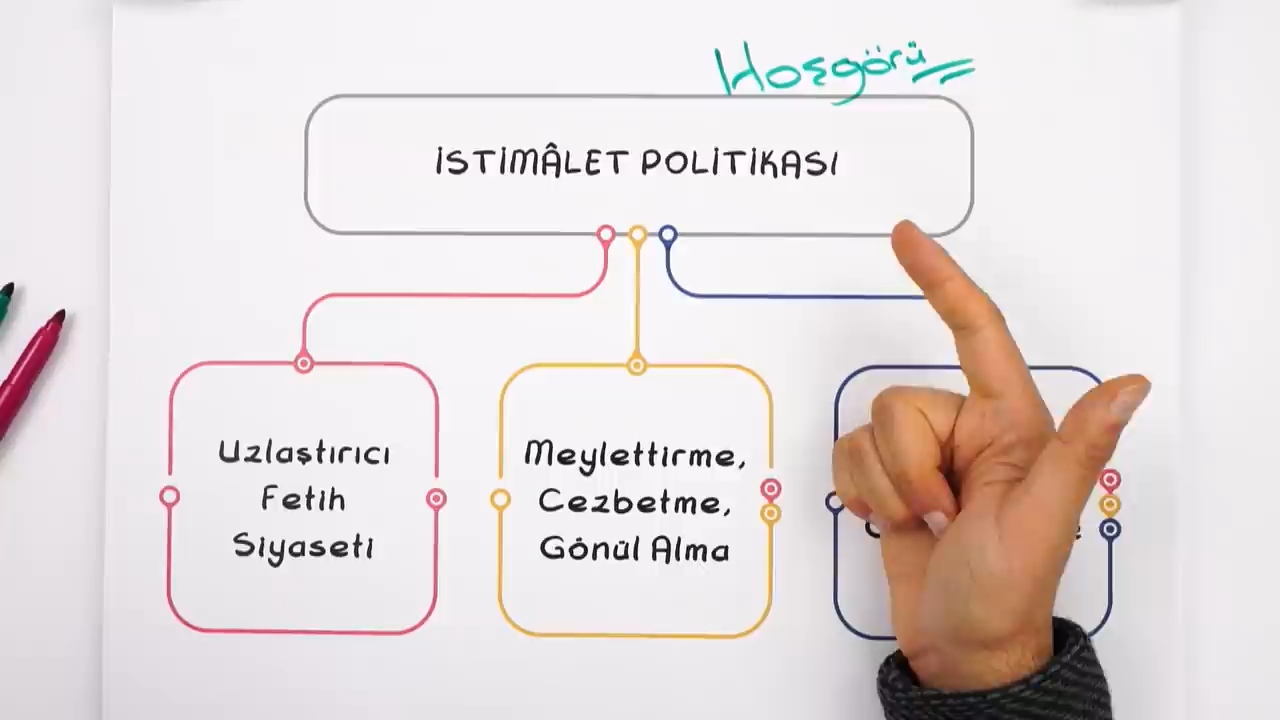 Hoşgörü
İSTİMÂLET POLİTİKASI
Uzlaştırıcı
Fetih
Siyaseti
Meylettirme,
Cezbetme,
Gönül Alma